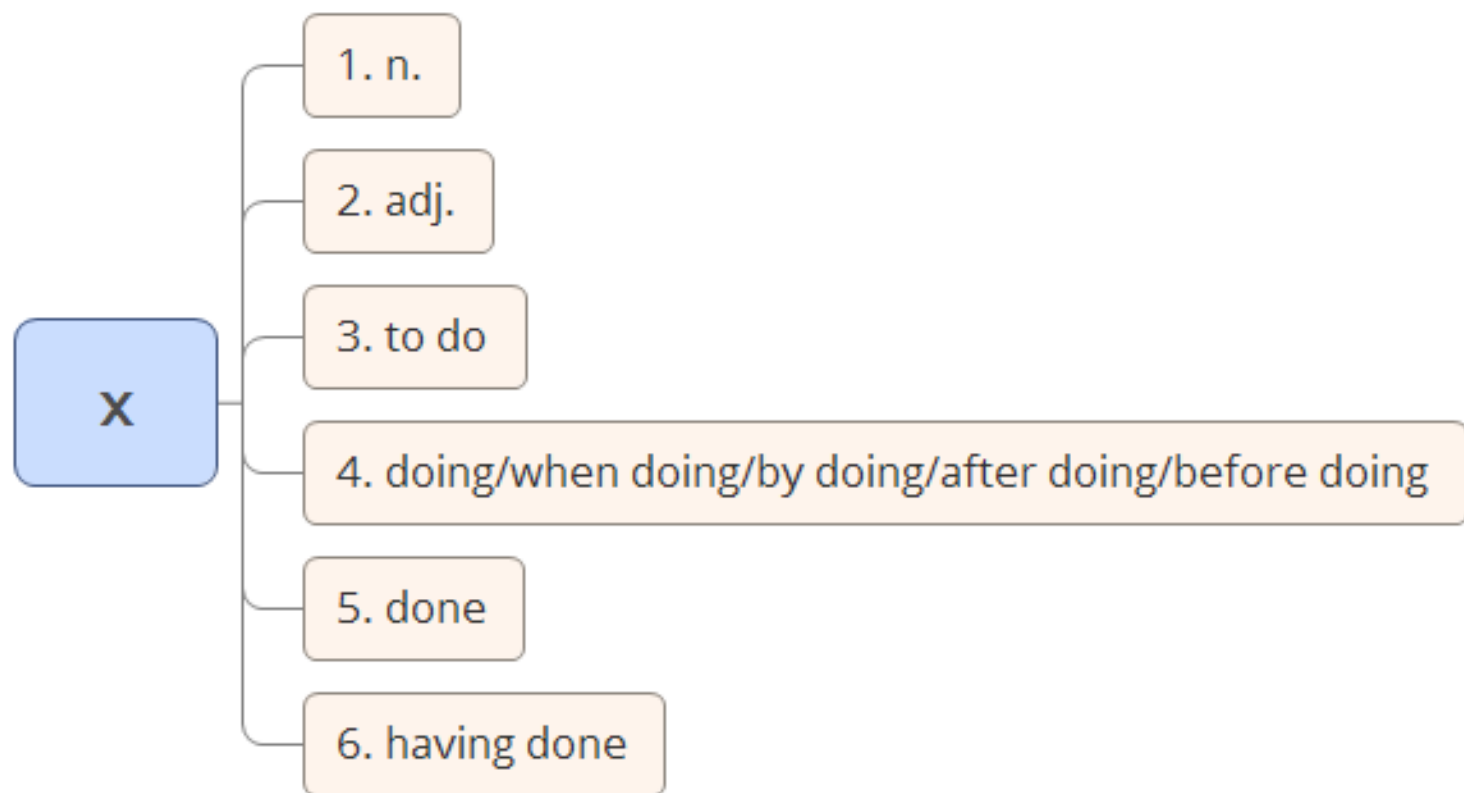 x
1. n.
2. adj.
3. to do
4. doing/when doing/by doing/after doing/before doing
5. done
6. having done